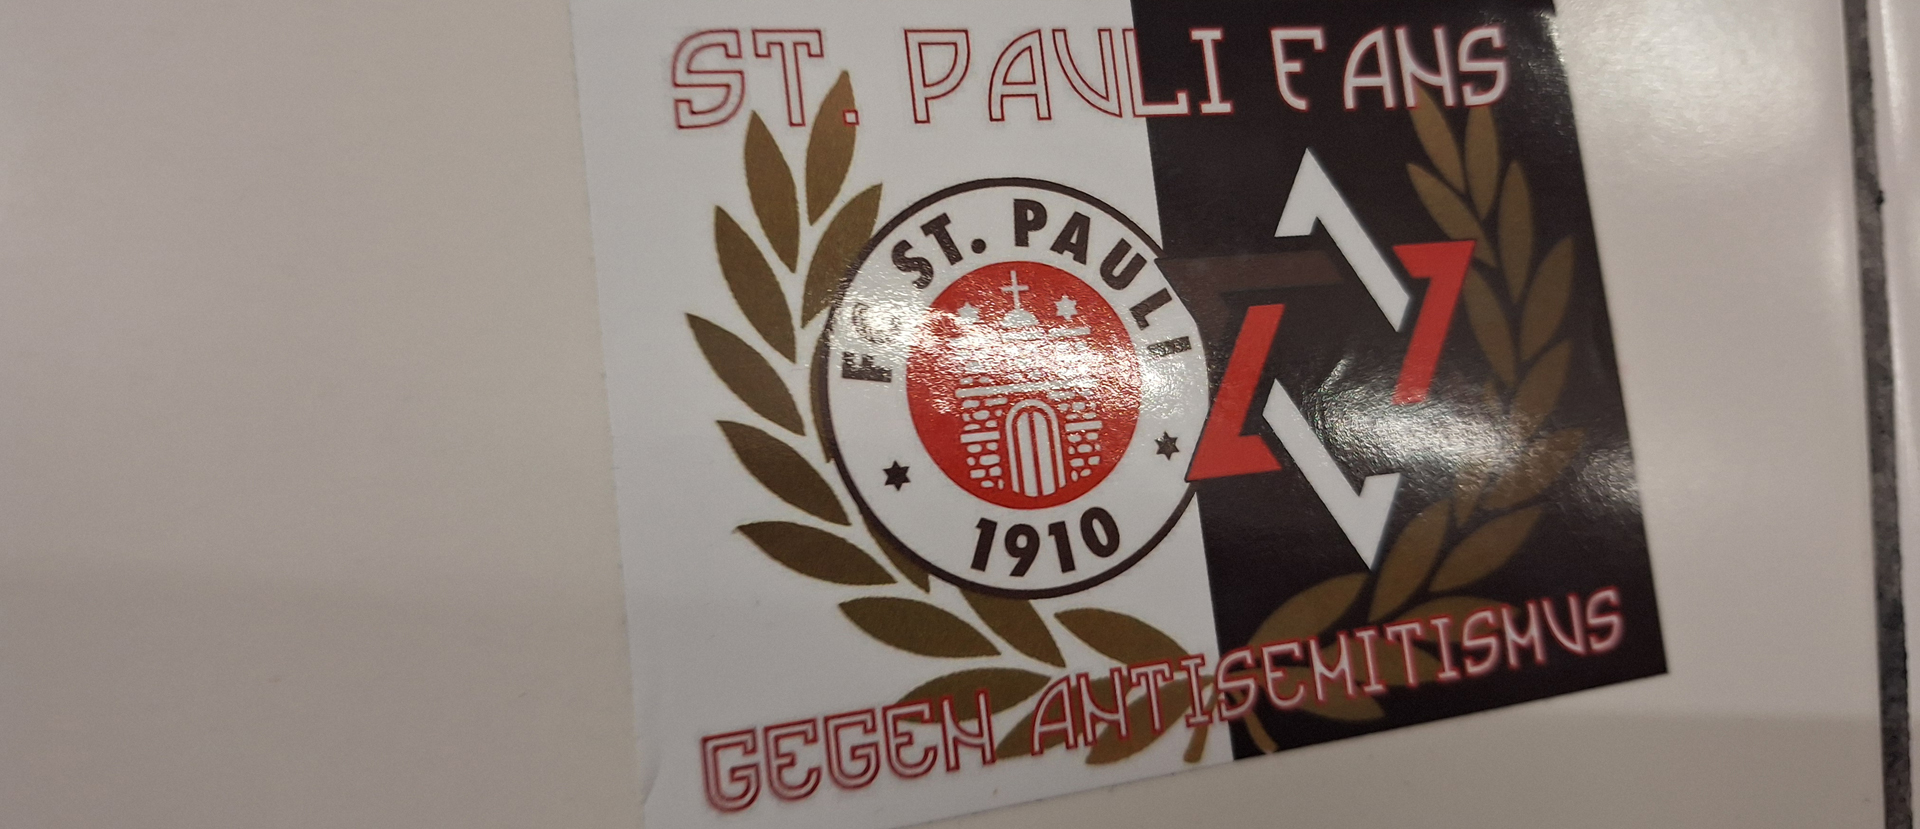 ST. PAULI FANS
FC ST. PAULI
1910
GEGEN ANTISEMITISMUS